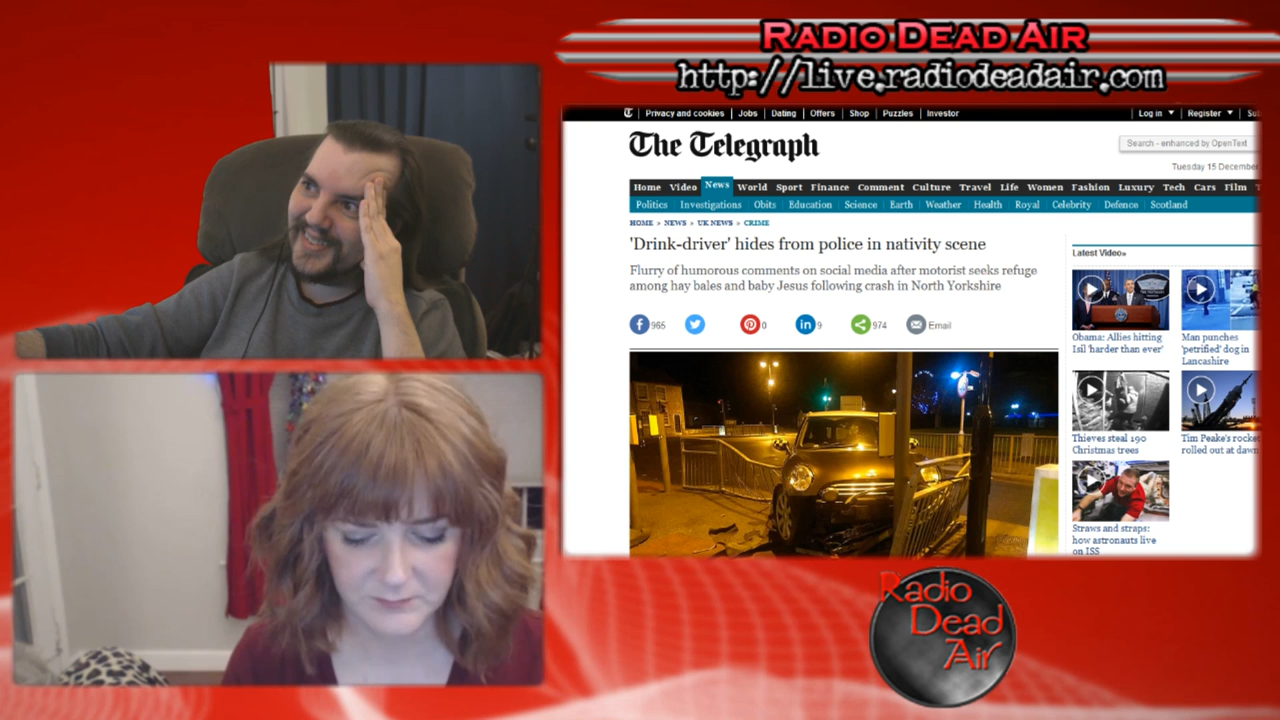 RADIO DEAD AIR
http://live.radiodeadair.com
Privacy and cookies Jobs Dating Offers Shop Puzzles Investor Log in Register
The Telegraph
Search - enhanced by OpenText
Tuesday 15 December
Home Video News World Sport Finance Comment Culture Travel Life Women Fashion Luxury Tech Cars Film
Politics Investigations Obits Education Science Earth Weather Health Royal Celebrity Defence Scotland
HOME » NEWS » UK NEWS » CRIME
'Drink-driver' hides from police in nativity scene
Flurry of humorous comments on social media after motorist seeks refuge
among hay bales and baby Jesus following crash in North Yorkshire
965 0 9 974 Email
Latest Video»
Obama: Allies hitting
Isil 'harder than ever'
Man punches
'petrified' dog in
Lancashire
Thieves steal 190
Christmas trees
Tim Peake's rocke
rolled out at dawn
Straws and straps:
how astronauts live
on ISS
Radio
Dead
Air